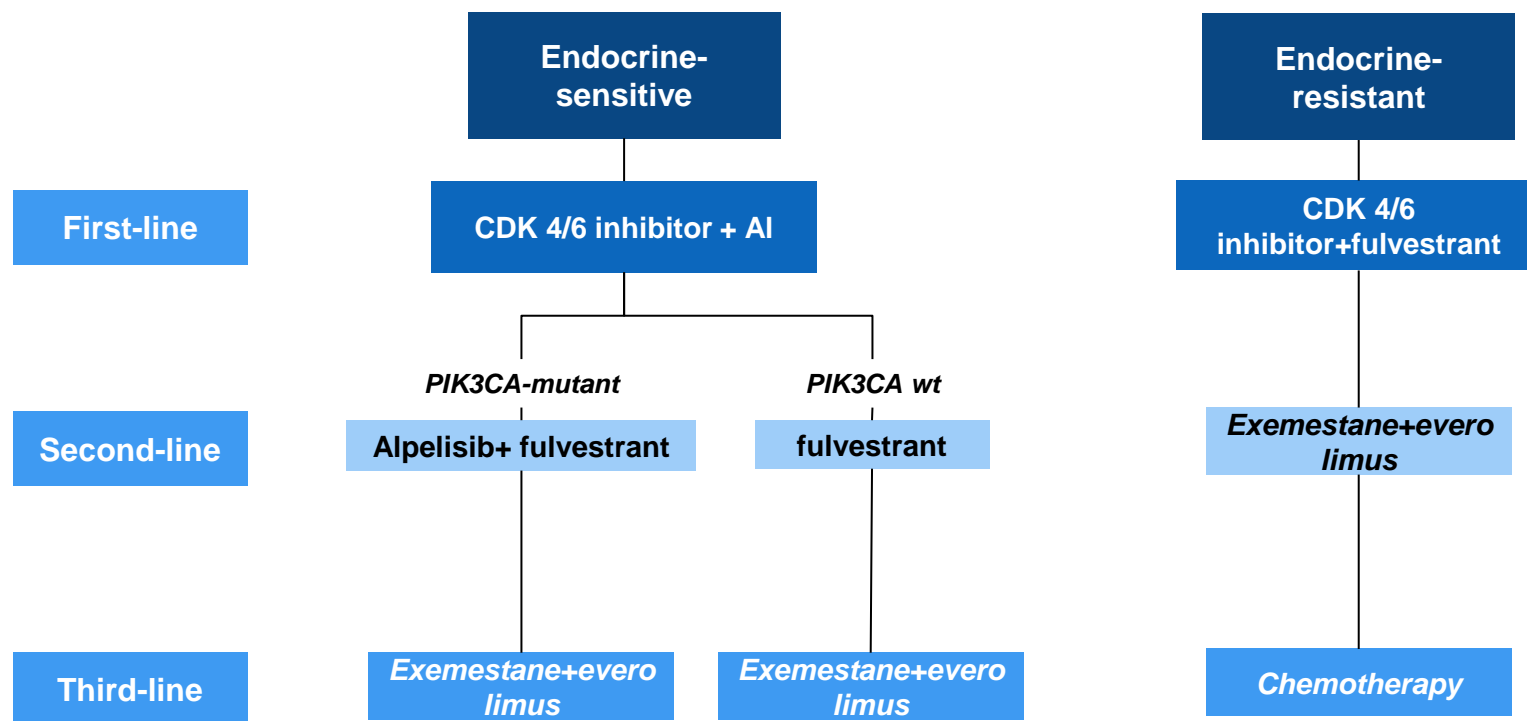 Endocrine-
sensitive
Endocrine-
resistant
First-line
CDK 4/6 inhibitor + AI
CDK 4/6
inhibitor+fulvestrant
PIK3CA-mutant
PIK3CA wt
Second-line
Alpelisib+ fulvestrant
fulvestrant
Exemestane+evero
limus
Third-line
Exemestane+evero
limus
Exemestane+evero
limus
Chemotherapy